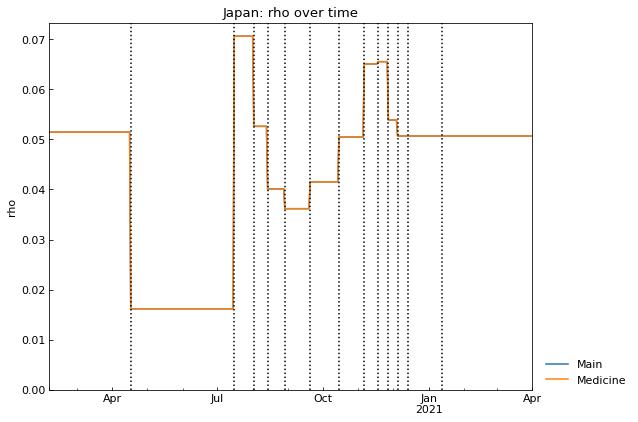 Japan: rho over time
rho
0.07
0.06
0.05
0.04
0.03
0.02
0.01
0.00
Apr
Jul
Oct
Jan
2021
Apr
Main
Medicine